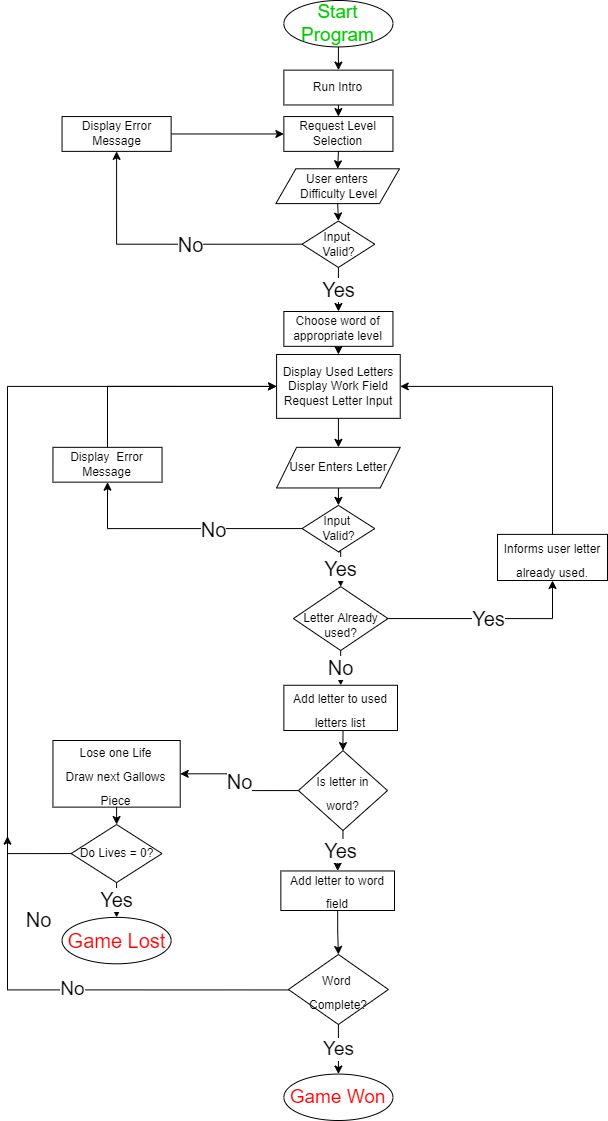 Start
Program
Run Intro
Display Error
Message
Request Level
Selection
User enters
Difficulty Level
Input
Valid?
No
Yes
Choose word of
appropriate level
Display Used Letters
Display Work Field
Request Letter Input
Display Error
Message
User Enters Letter
Input
Valid?
No
Yes
Informs user letter
already used.
Letter Already
used?
Yes
No
Add letter to used
letters list
Is letter in
word?
No
Lose one Life
Draw next Gallows
Piece
Yes
Do Lives = 0?
Add letter to word
field
Yes
No
Game Lost
Word
Complete?
No
Yes
Game Won